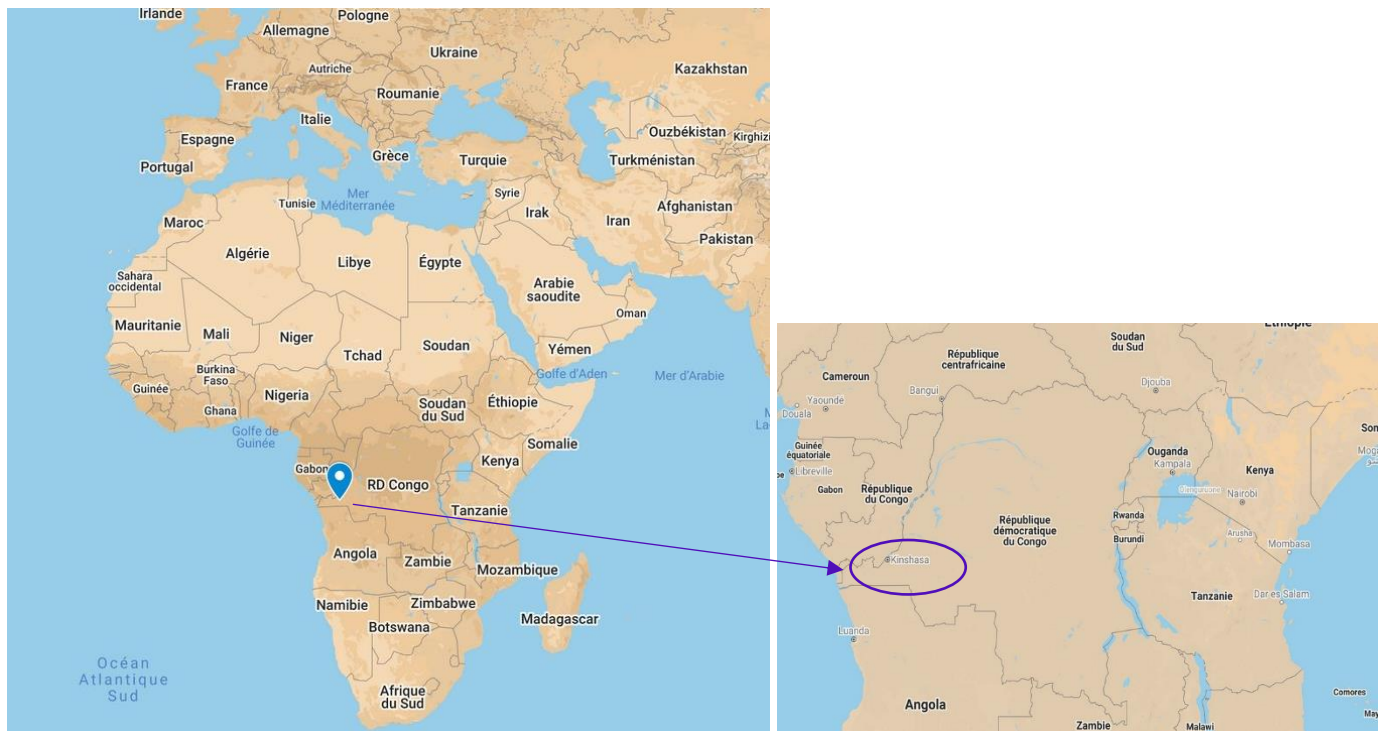 Irlande
Pologne
Allemagne
Ukraine
Autriche
Kazakhstan
France
Roumanie
Italie
Ouzbékistan
Kirghizi
Espagne
Grèce
Turquie
Turkménistan
Portugal
Mer
Méditerranée
Syrie
Tunisie
Afghanistan
Maroc
Irak
Iran
Pakistan
Algérie
Libye
Égypte
Sahara
occidental
Arabie
saoudite
Oman
Mauritanie
Mali
Niger
Tchad
Soudan
Yémen
Burkina
Faso
Golfe d'Aden
Mer d'Arabie
Guinée
Nigeria
Soudan
du Sud
Éthiopie
Ghana
Golfe de
Guinée
Somalie
Gabon
Kenya
RD Congo
Tanzanie
Angola
Zambie
Mozambique
Namibie
Zimbabwe
Botswana
Madagascar
Océan
Atlantique
Sud
Afrique
du Sud
Éthiopie
Soudan
du Sud
République
centrafricaine
Cameroun
Bangui
Djouba
Yaoundé
Douala
Guinée
équatoriale
Libreville
Ouganda
Kampala
Kenya
Gabon
République
du Congo
Nairobi
République
démocratique
du Congo
Rwanda
Burundi
Arusha
Mombasa
Kinshasa
Tanzanie
Dar es Salam
Luanda
Angola
Comores
Zambie
Malawi